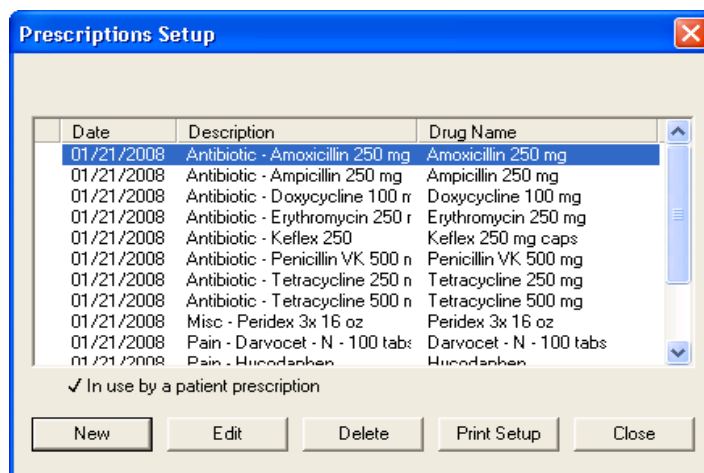 Prescriptions Setup
Date Description Drug Name
01/21/2008 Antibiotic - Amoxicillin 250 mg Amoxicillin 250 mg
01/21/2008 Antibiotic - Ampicillin 250 mg Ampicillin 250 mg
01/21/2008 Antibiotic - Doxycycline 100 m Doxycycline 100 mg
01/21/2008 Antibiotic - Erythromycin 250 r Erythromycin 250 mg
01/21/2008 Antibiotic - Keflex 250 Keflex 250 mg caps
01/21/2008 Antibiotic - Penicillin VK 500 n Penicillin VK 500 mg
01/21/2008 Antibiotic - Tetracycline 250 n Tetracycline 250 mg
01/21/2008 Antibiotic - Tetracycline 500 n Tetracycline 500 mg
01/21/2008 Misc - Peridex 3x 16 oz Peridex 3x 16 oz
01/21/2008 Pain - Darvocet - N - 100 tabs Darvocet - N - 100 tabs
01/21/2008 Pain - Hucodaphen Hucodaphen
✓ In use by a patient prescription
New Edit Delete Print Setup Close